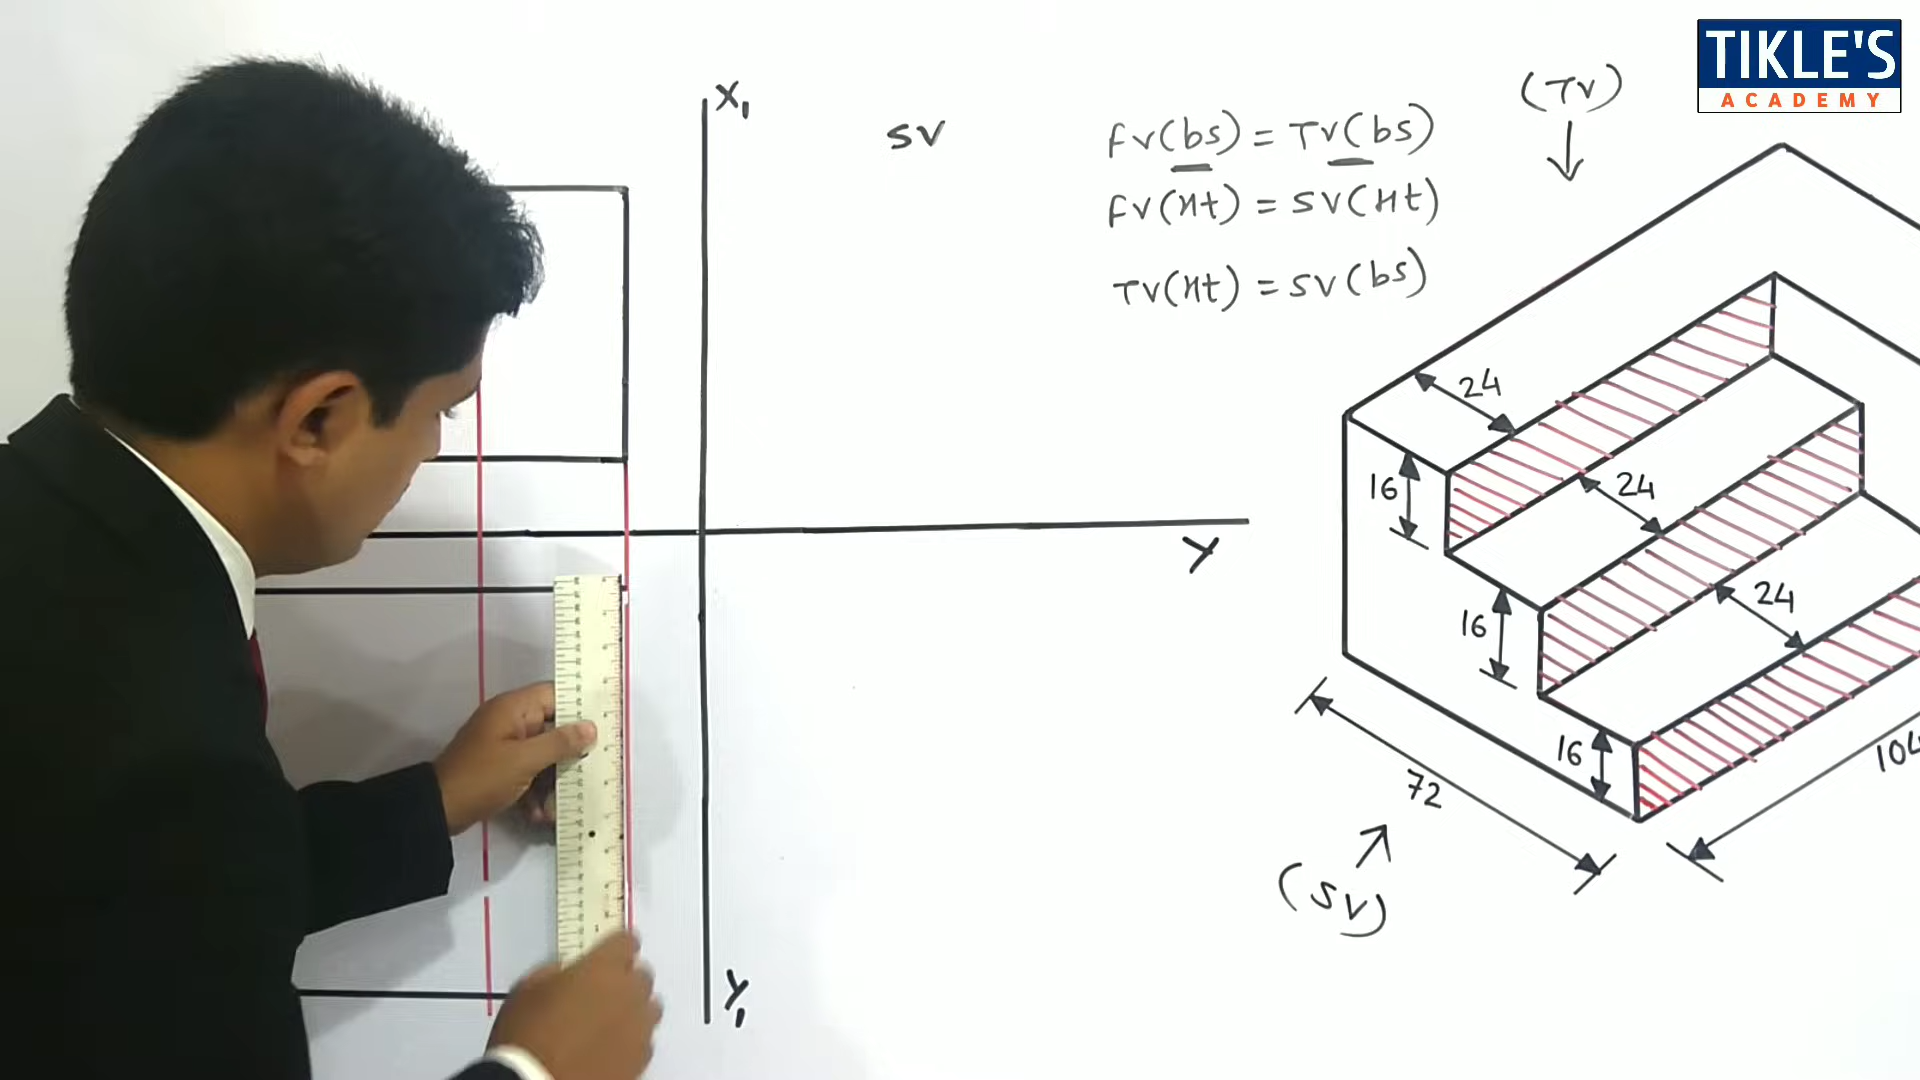 TIKLE'S
ACADEMY
X₁
SV
(TV)
FV(bs) = TV(bs)
FV(Ht) = SV(Ht)
TV(Ht) = SV(bs)
Y
Y₁
24
24
24
16
16
16
72
104
(SV)